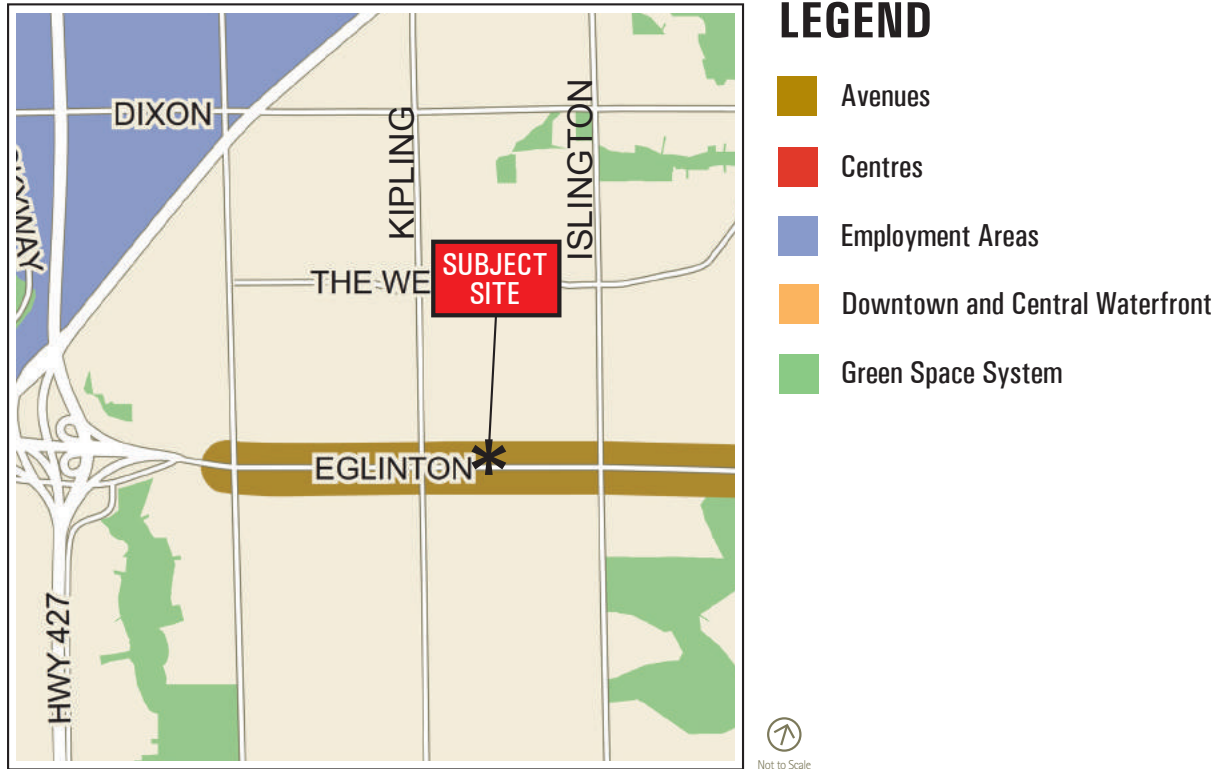 DIXON
KIPLING
ISLINGTON
THE WE
SUBJECT
SITE
EGLINTON
HWY 427
LEGEND
Avenues
Centres
Employment Areas
Downtown and Central Waterfront
Green Space System
Not to Scale